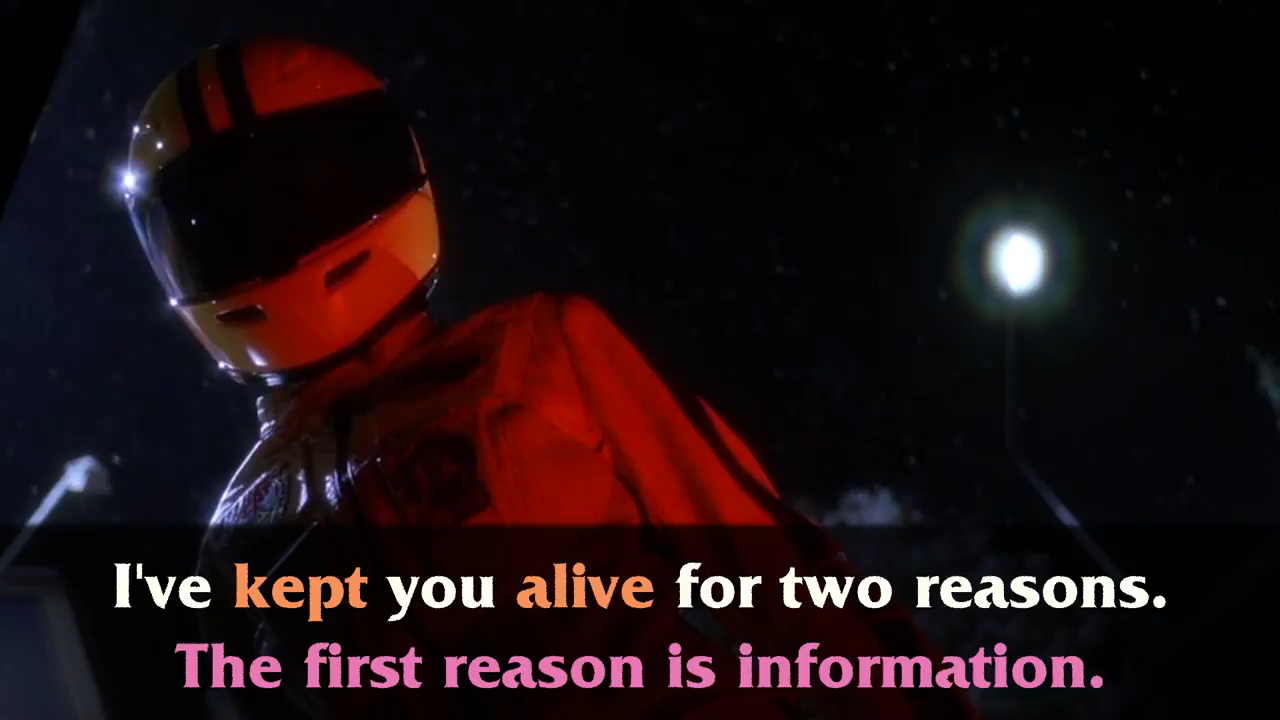 I've kept you alive for two reasons.
The first reason is information.